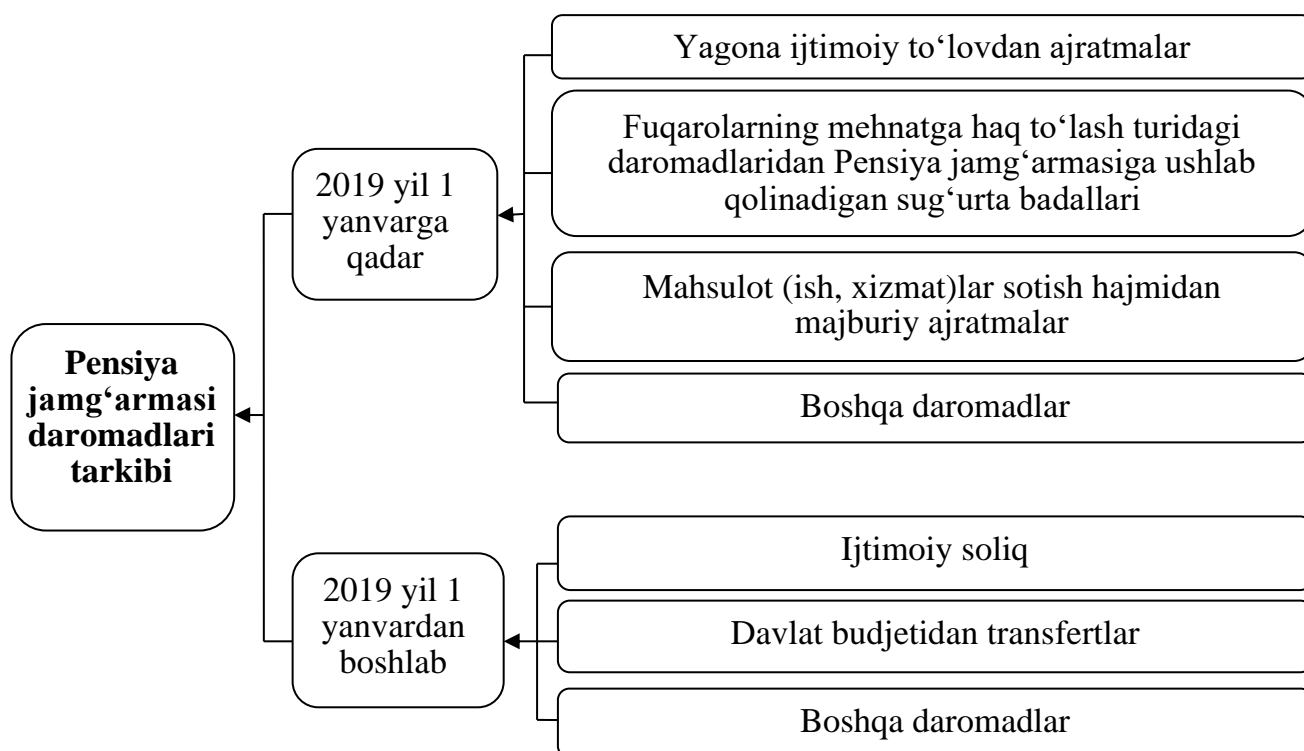 Pensiya
jamg‘armasi
daromadlari
tarkibi
2019 yil 1
yanvarga
qadar
Yagona ijtimoiy to‘lovdan ajratmalar
Fuqarolarning mehnatga haq to‘lash turidagi
daromadlaridan Pensiya jamg‘armasiga ushlab
qolinadigan sug‘urta badallari
Mahsulot (ish, xizmat)lar sotish hajmidan
majburiy ajratmalar
Boshqa daromadlar
2019 yil 1
yanvardan
boshlab
Ijtimoiy soliq
Davlat budjetidan transfertlar
Boshqa daromadlar